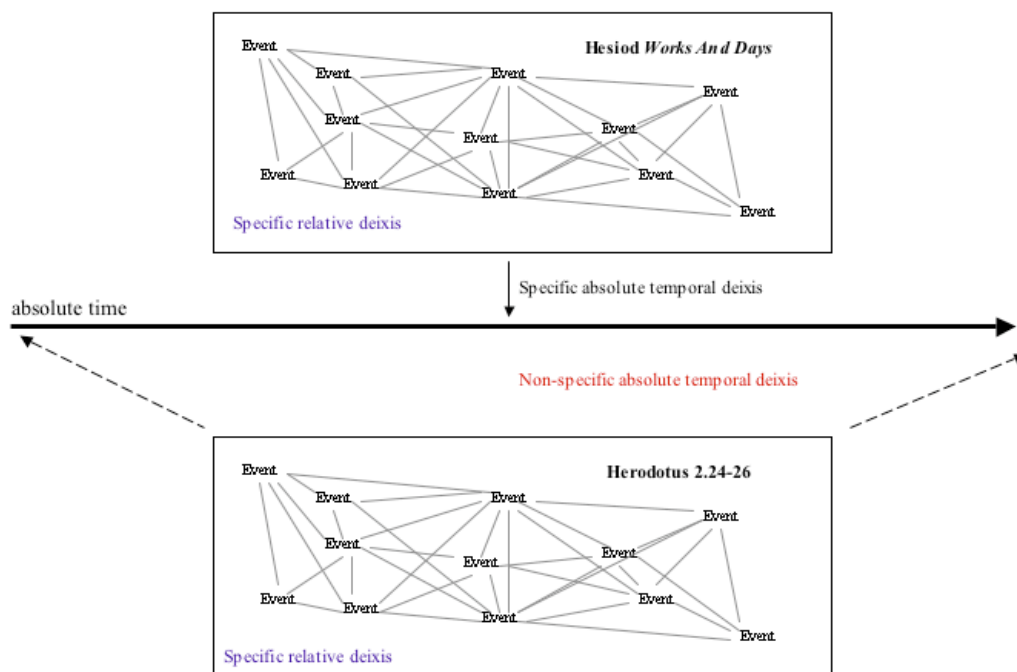 Event
Hesiod Works And Days
Event
Event
Event
Event
Event
Event
Event
Event
Event
Event
Event
Event
Specific relative deixis
Specific absolute temporal deixis
absolute time
Non-specific absolute temporal deixis
Event
Herodotus 2.24-26
Event
Event
Event
Event
Event
Event
Event
Event
Event
Event
Event
Event
Specific relative deixis